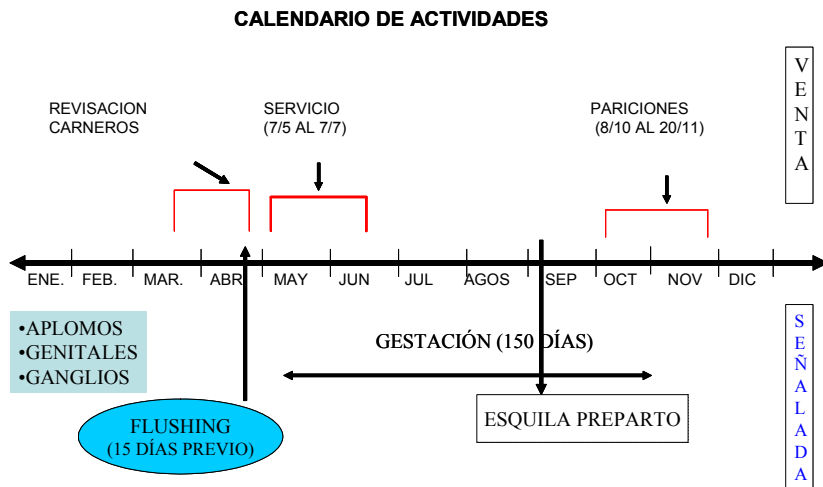 CALENDARIO DE ACTIVIDADES
VENTA
REVISACION
CARNEROS
SERVICIO
(7/5 AL 7/7)
PARICIONES
(8/10 AL 20/11)
ENE. FEB. MAR. ABR MAY JUN JUL AGOS SEP OCT NOV DIC
•APLOMOS
•GENITALES
•GANGLIOS
GESTACIÓN (150 DÍAS)
FLUSHING
(15 DÍAS PREVIO)
ESQUILA PREPARTO
SEÑALADA